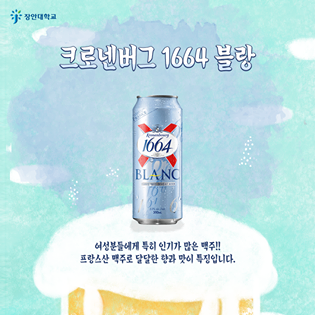 장안대학교
크로넨버그 1664 블랑
Kronenbourg
1664
BLANC
여성분들에게 특히 인기가 많은 맥주!!
프랑스산 맥주로 달달한 향과 맛이 특징입니다.